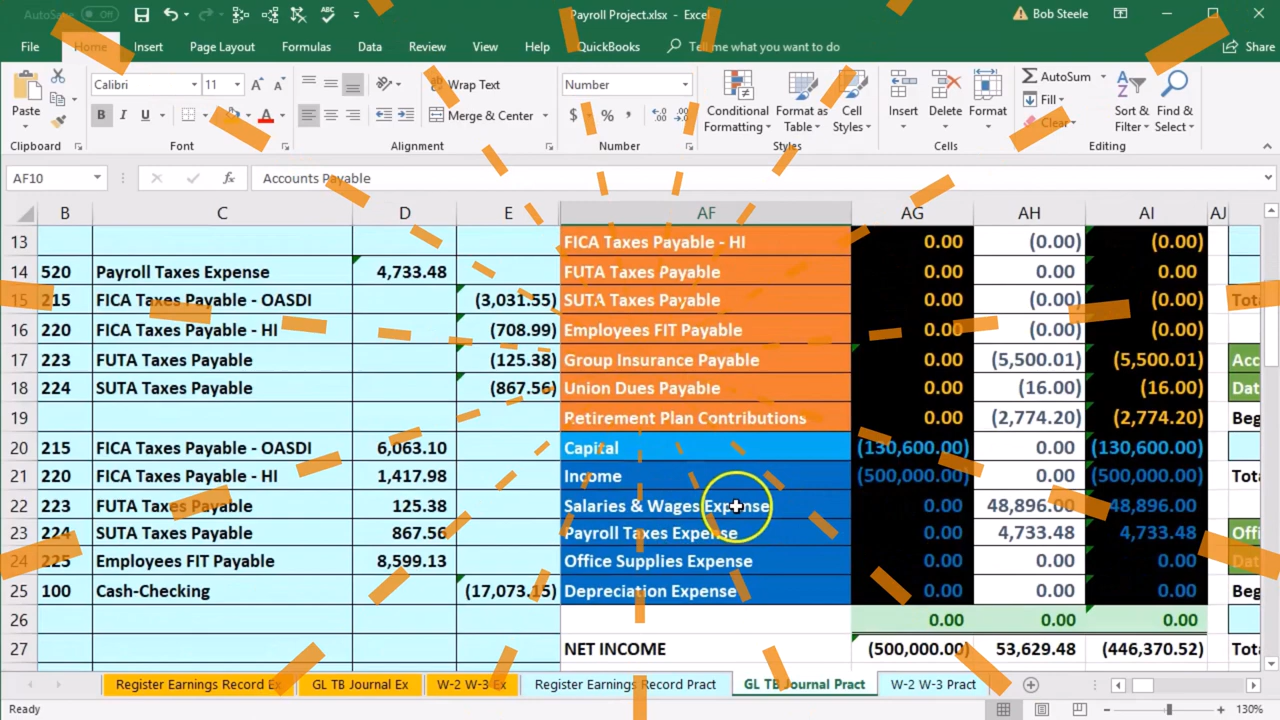 AutoSave Off Payroll Project.xlsx - Excel Bob Steele
File Home Insert Page Layout Formulas Data Review View Help QuickBooks Tell me what you want to do Share
Paste Calibri 11 Wrap Text Number Conditional Formatting Format as Table Cell Styles Insert Delete Format AutoSum Sort & Filter Find & Select
B I U A Merge & Center $ % , Fill Clear
Clipboard Font Alignment Number Styles Cells Editing
AF10 fx Accounts Payable
B C D E AF AG AH AI AJ
13 FICA Taxes Payable - HI 0.00 (0.00) (0.00)
14 520 Payroll Taxes Expense 4,733.48 FUTA Taxes Payable 0.00 0.00 0.00
15 215 FICA Taxes Payable - OASDI (3,031.55) SUTA Taxes Payable 0.00 (0.00) (0.00)
16 220 FICA Taxes Payable - HI (708.99) Employees FIT Payable 0.00 (0.00) (0.00)
17 223 FUTA Taxes Payable (125.38) Group Insurance Payable 0.00 (5,500.01) (5,500.01) Acc
18 224 SUTA Taxes Payable (867.56) Union Dues Payable 0.00 (16.00) (16.00) Dat
19 Retirement Plan Contributions 0.00 (2,774.20) (2,774.20) Beg
20 215 FICA Taxes Payable - OASDI 6,063.10 Capital (130,600.00) 0.00 (130,600.00)
21 220 FICA Taxes Payable - HI 1,417.98 Income (500,000.00) 0.00 (500,000.00) Tota
22 223 FUTA Taxes Payable 125.38 Salaries & Wages Expense 0.00 48,896.00 48,896.00
23 224 SUTA Taxes Payable 867.56 Payroll Taxes Expense 0.00 4,733.48 4,733.48 Offi
24 225 Employees FIT Payable 8,599.13 Office Supplies Expense 0.00 0.00 0.00 Dat
25 100 Cash-Checking (17,073.15) Depreciation Expense 0.00 0.00 0.00 Beg
26 0.00 0.00 0.00
27 NET INCOME (500,000.00) 53,629.48 (446,370.52) Tota
Register Earnings Record Ex GL TB Journal Ex W-2 W-3 Ex Register Earnings Record Pract GL TB Journal Pract W-2 W-3 Pract
Ready 130%